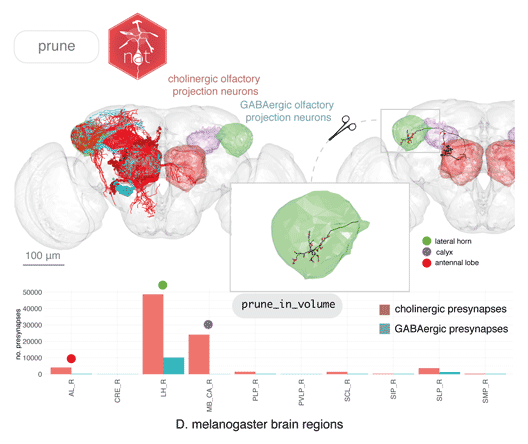 prune
nat
cholinergic olfactory
projection neurons
GABAergic olfactory
projection neurons
100 µm
lateral horn
calyx
antennal lobe
prune_in_volume
no. presynapses
50000
40000
30000
20000
10000
0
cholinergic presynapses
GABAergic presynapses
AL_R
CRE_R
LH_R
MB_CA_R
PLP_R
PVLP_R
SCL_R
SIP_R
SLP_R
SMP_R
D. melanogaster brain regions